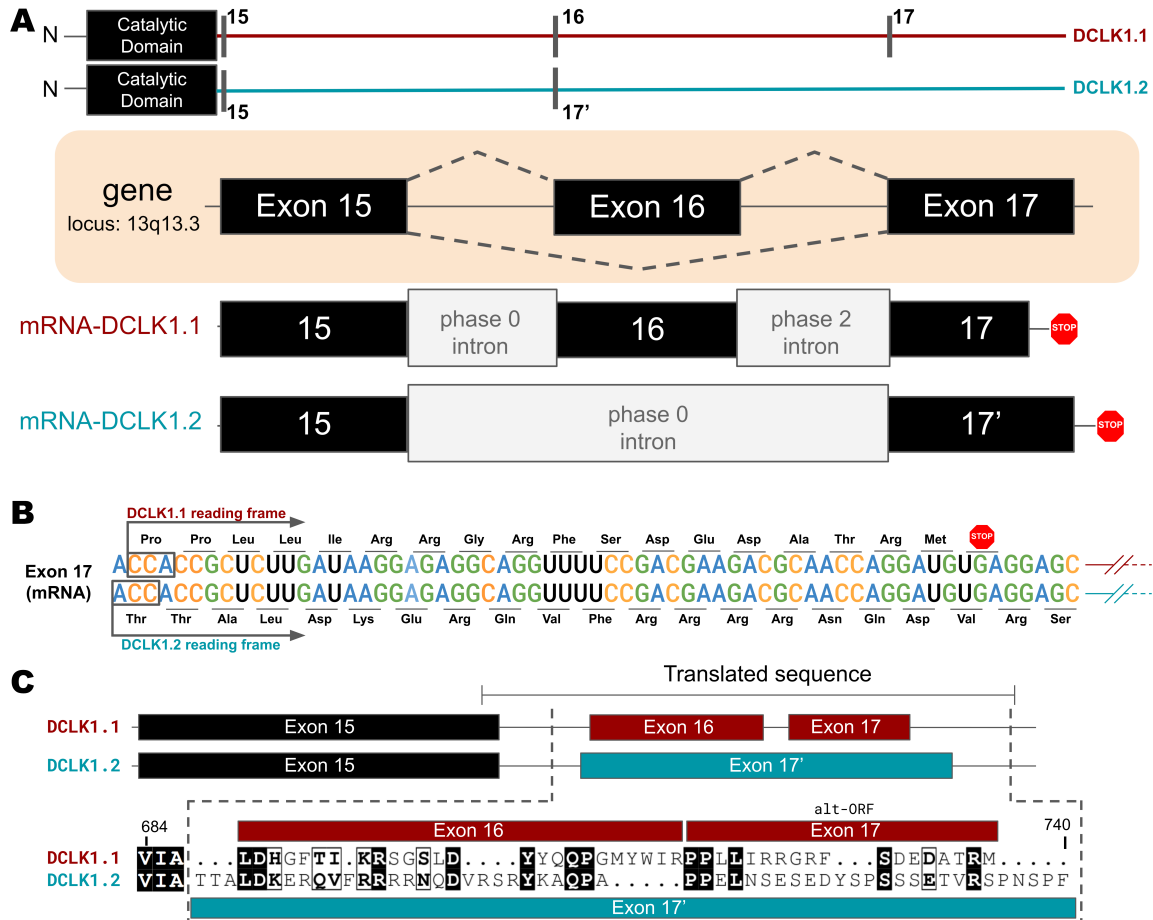 A
N
Catalytic
Domain
15
16
17
DCLK1.1
N
Catalytic
Domain
15
17’
DCLK1.2
gene
locus: 13q13.3
Exon 15
Exon 16
Exon 17
mRNA-DCLK1.1
15
phase 0
intron
16
phase 2
intron
17
STOP
mRNA-DCLK1.2
15
phase 0
intron
17’
STOP
B
DCLK1.1 reading frame
Pro Pro Leu Leu Ile Arg Arg Gly Arg Phe Ser Asp Glu Asp Ala Thr Arg Met STOP
Exon 17
(mRNA)
ACCACCGCUCUUGAUAAGGAGAGGCAGGUUUUCCGACGAAGACGCAACCAGGAUGUGAGGAGC
ACCACCGCUCUUGAUAAGGAGAGGCAGGUUUUCCGACGAAGACGCAACCAGGAUGUGAGGAGC
Thr Thr Ala Leu Asp Lys Glu Arg Gln Val Phe Arg Arg Arg Arg Asn Gln Asp Val Arg Ser
DCLK1.2 reading frame
C
Translated sequence
DCLK1.1
Exon 15
Exon 16
Exon 17
DCLK1.2
Exon 15
Exon 17’
alt-ORF
684
Exon 16
Exon 17
740
DCLK1.1 VIA...LDHGFTI.KRSGSLD....YYQQPGMYWIRPPLLIRRGRF...SDEDATRM.....
DCLK1.2 VIATTALDKERQVFRRRRNQDVRSRYKAQPA.....PPELNSESEDYSPSSSETVRSPNSPF
Exon 17’